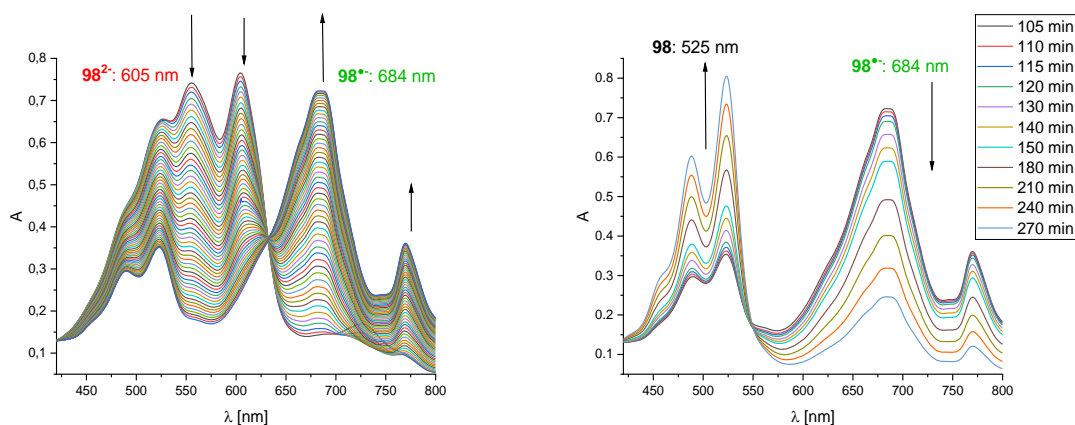 98²⁻: 605 nm
98•⁻: 684 nm
0,8
0,7
0,6
0,5
0,4
0,3
0,2
0,1
A
450 500 550 600 650 700 750 800
λ [nm]
98: 525 nm
98•⁻: 684 nm
0.8
0.7
0.6
0.5
0.4
0.3
0.2
0.1
A
450 500 550 600 650 700 750 800
λ [nm]
105 min
110 min
115 min
120 min
130 min
140 min
150 min
180 min
210 min
240 min
270 min